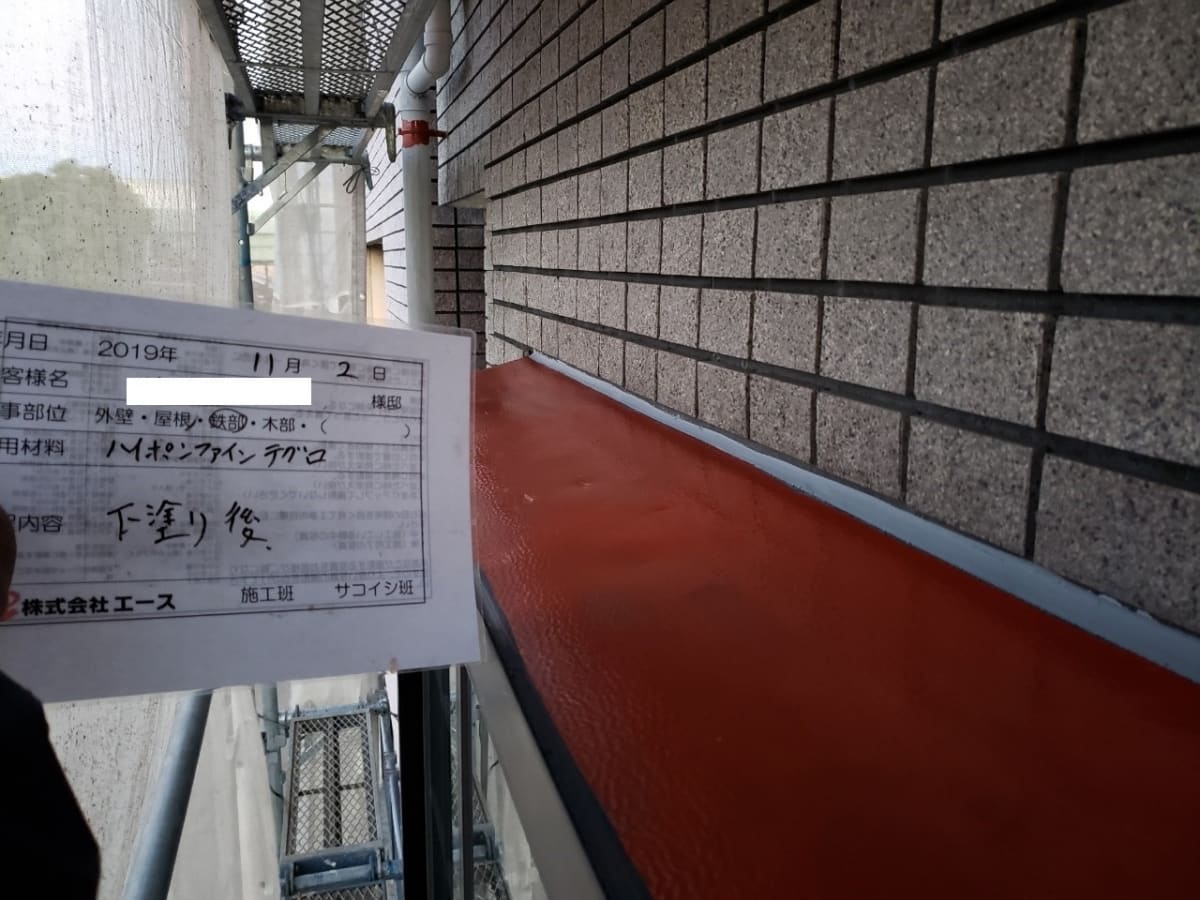 月日 2019年 11月 2日
客様名 様邸
事部位 外壁・屋根・鉄部・木部・( )
用材料 ハイポンファインデグロ
内容 下塗り後
株式会社エース 施工班 サコイシ班